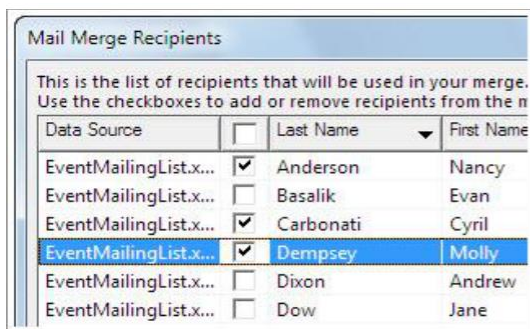 Mail Merge Recipients
This is the list of recipients that will be used in your merge.
Use the checkboxes to add or remove recipients from the
Data Source Last Name First Name
EventMailingList.x... Anderson Nancy
EventMailingList.x... Basalik Evan
EventMailingList.x... Carbonati Cyril
EventMailingList.x... Dempsey Molly
EventMailingList.x... Dixon Andrew
EventMailingList.x... Dow Jane